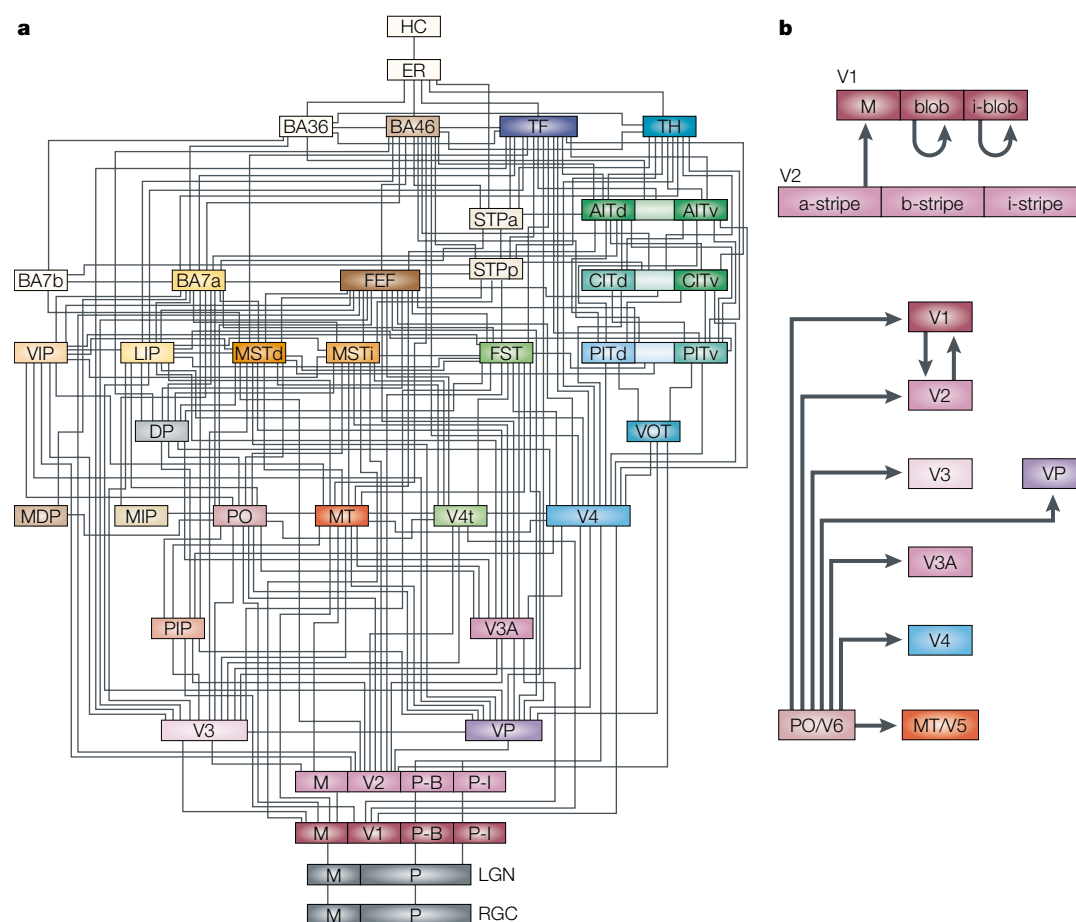 a
HC
ER
BA36 BA46 TF TH
STPa AITd AITv
STPp
BA7b BA7a FEF CITd CITv
VIP LIP MSTd MSTi FST PITd PITv
DP VOT
MDP MIP PO MT V4t V4
PIP V3A
V3 VP
M V2 P-B P-I
M V1 P-B P-I
M P LGN
M P RGC
b
V1
M blob i-blob
V2
a-stripe b-stripe i-stripe
V1
V2
V3 VP
V3A
V4
PO/V6 MT/V5